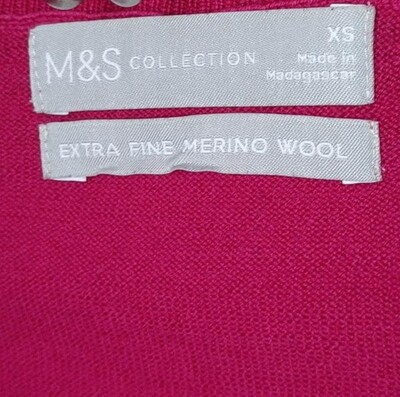 M&S COLLECTION
XS
Made in
Madagascar
EXTRA FINE MERINO WOOL